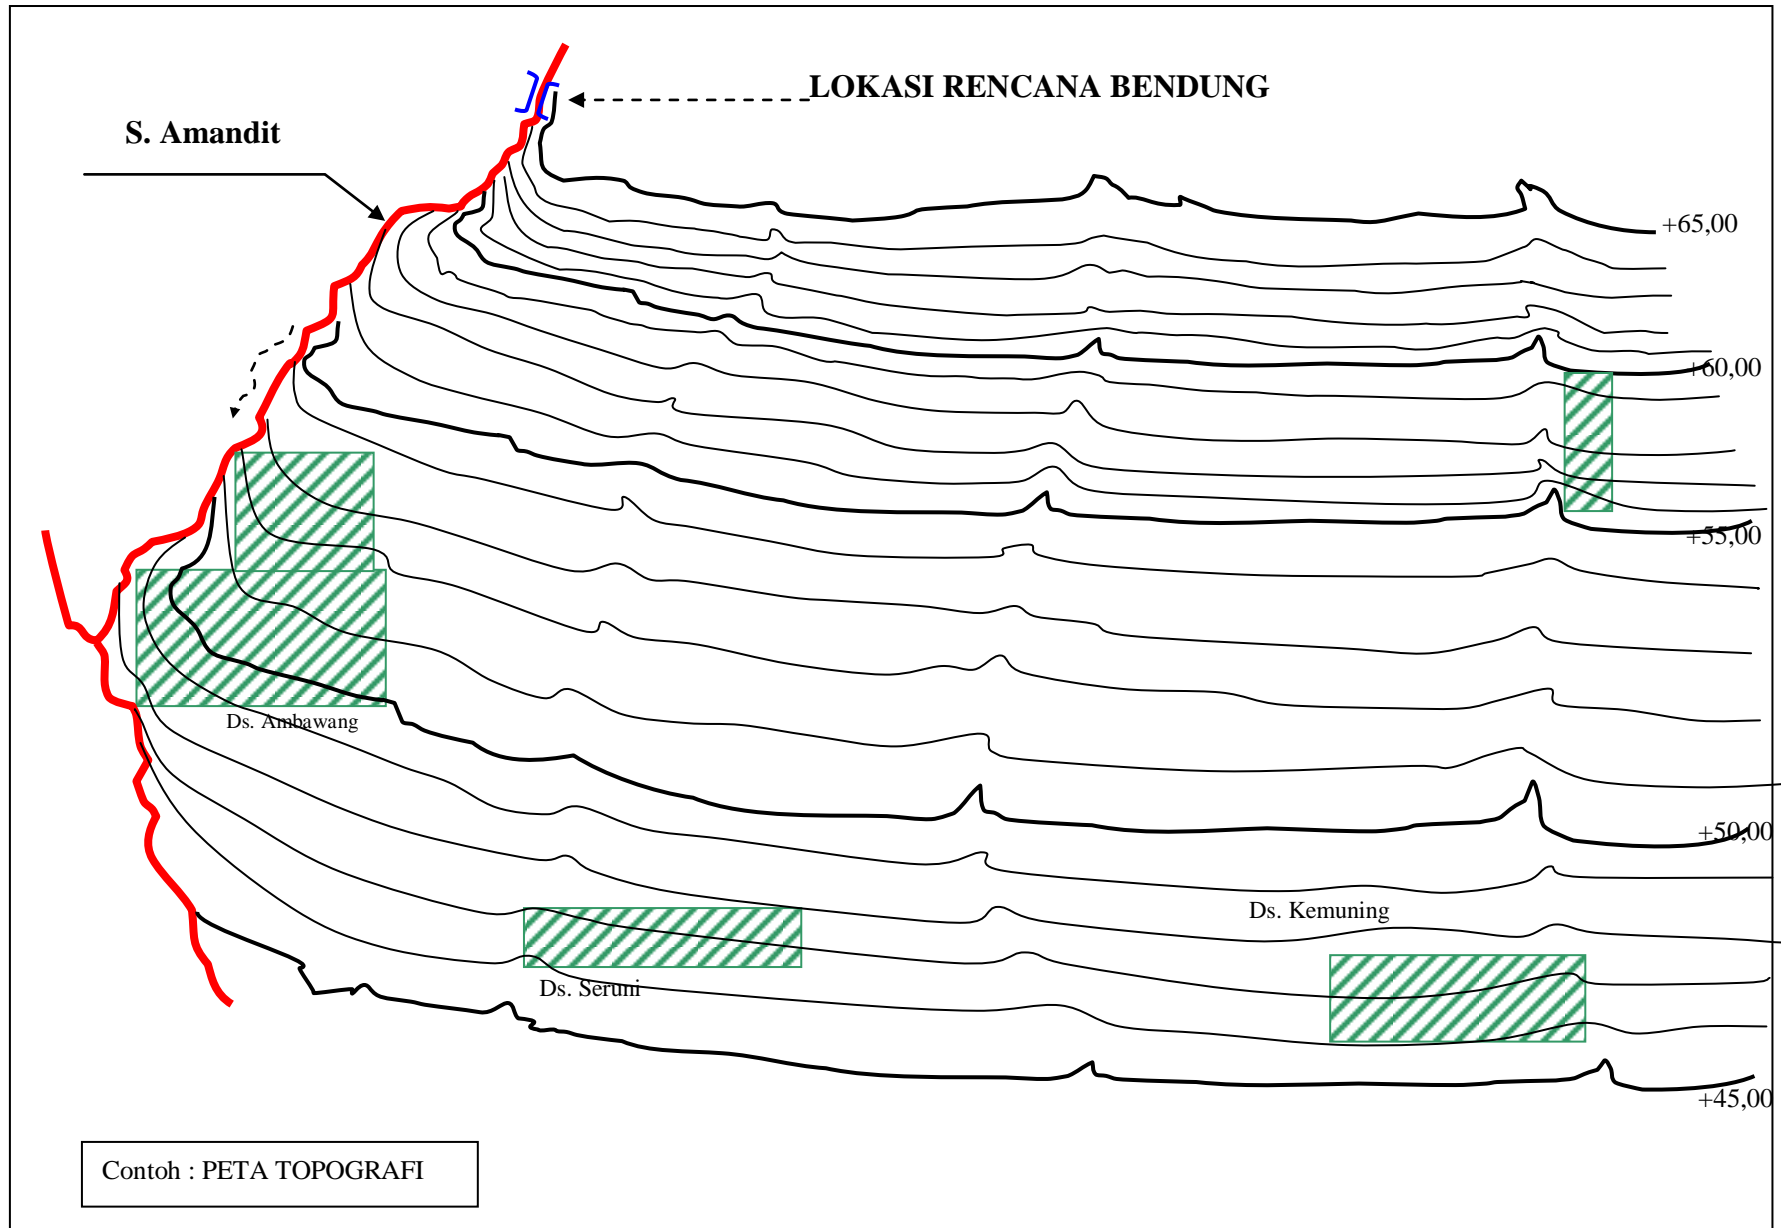 LOKASI RENCANA BENDUNG
S. Amandit
+65,00
+60,00
+55,00
Ds. Ambawang
+50,00
Ds. Kemuning
Ds. Seruni
+45,00
Contoh : PETA TOPOGRAFI